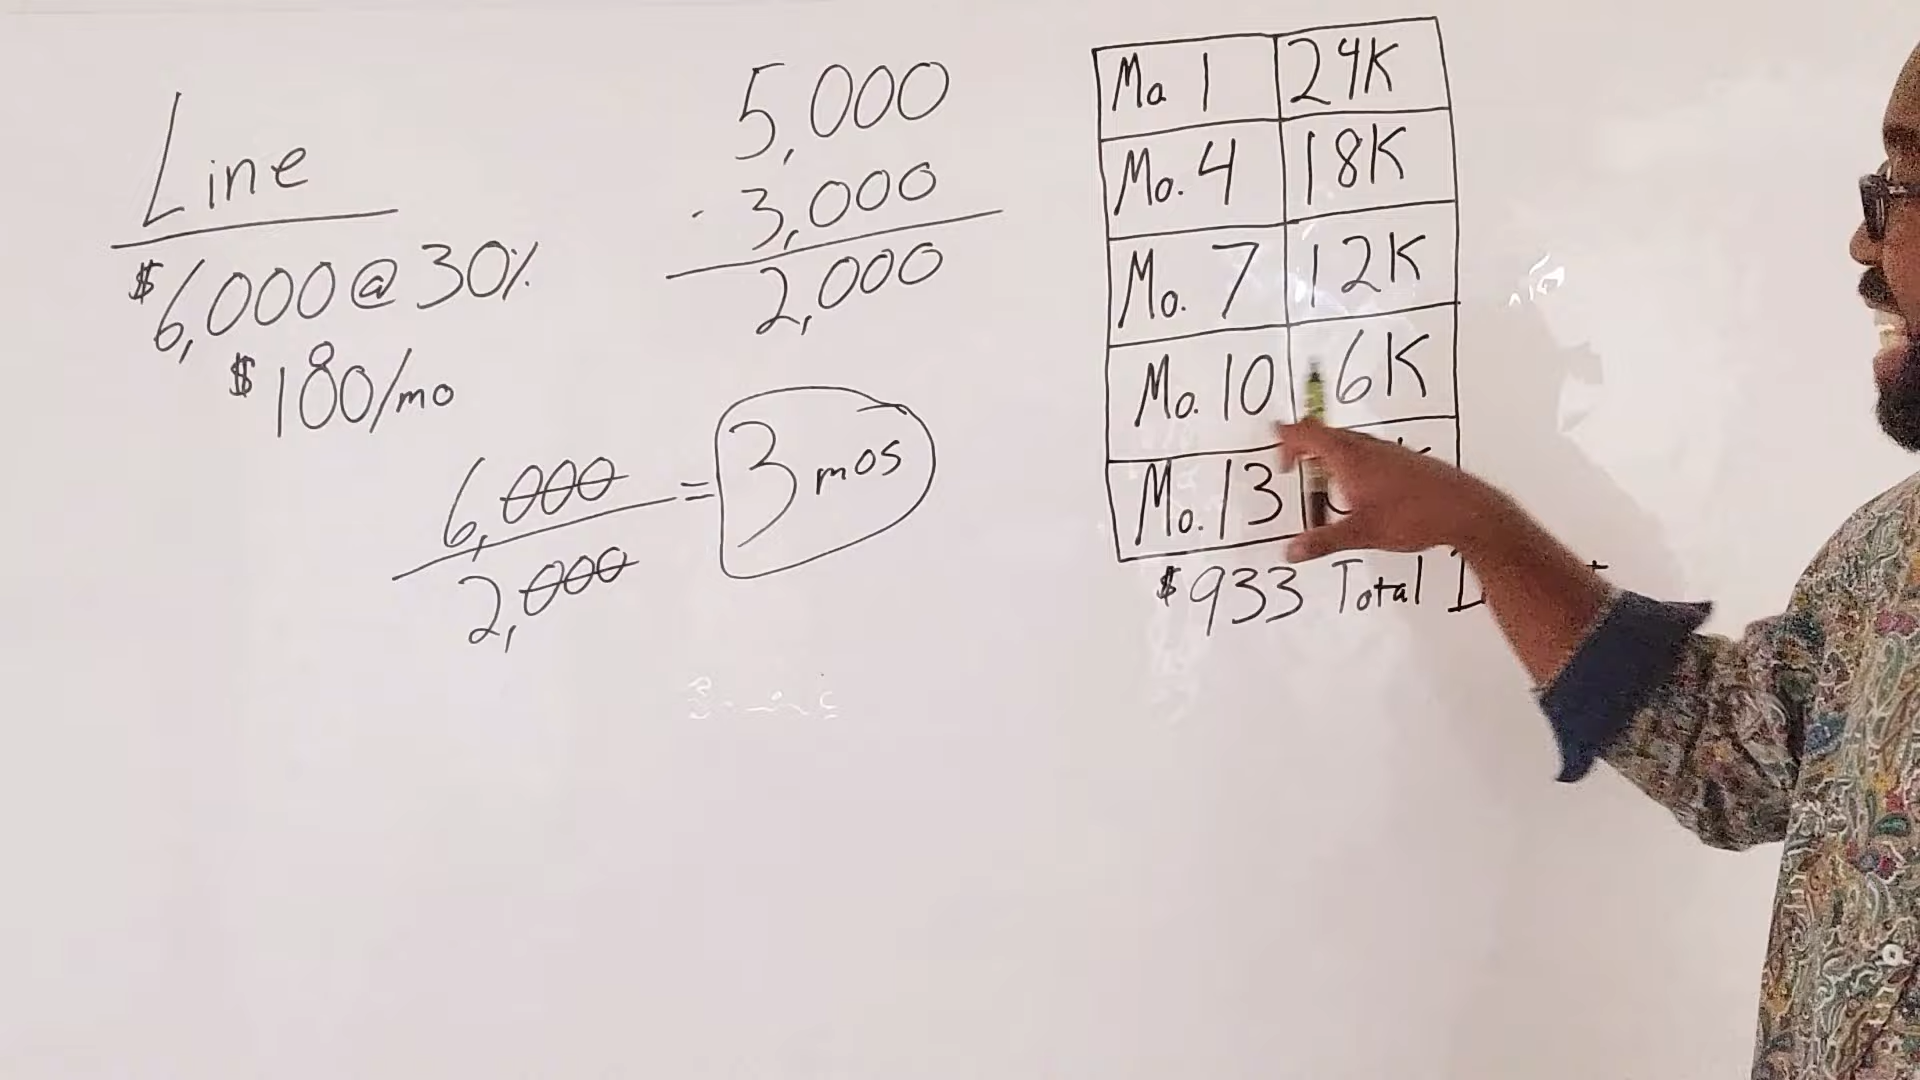 Line
$6,000 @ 30%
$180/mo
5,000
- 3,000
2,000
6,000
2,000
= 3 mos
Mo 1 24K
Mo. 4 18K
Mo. 7 12K
Mo. 10 6K
Mo. 13
$933 Total